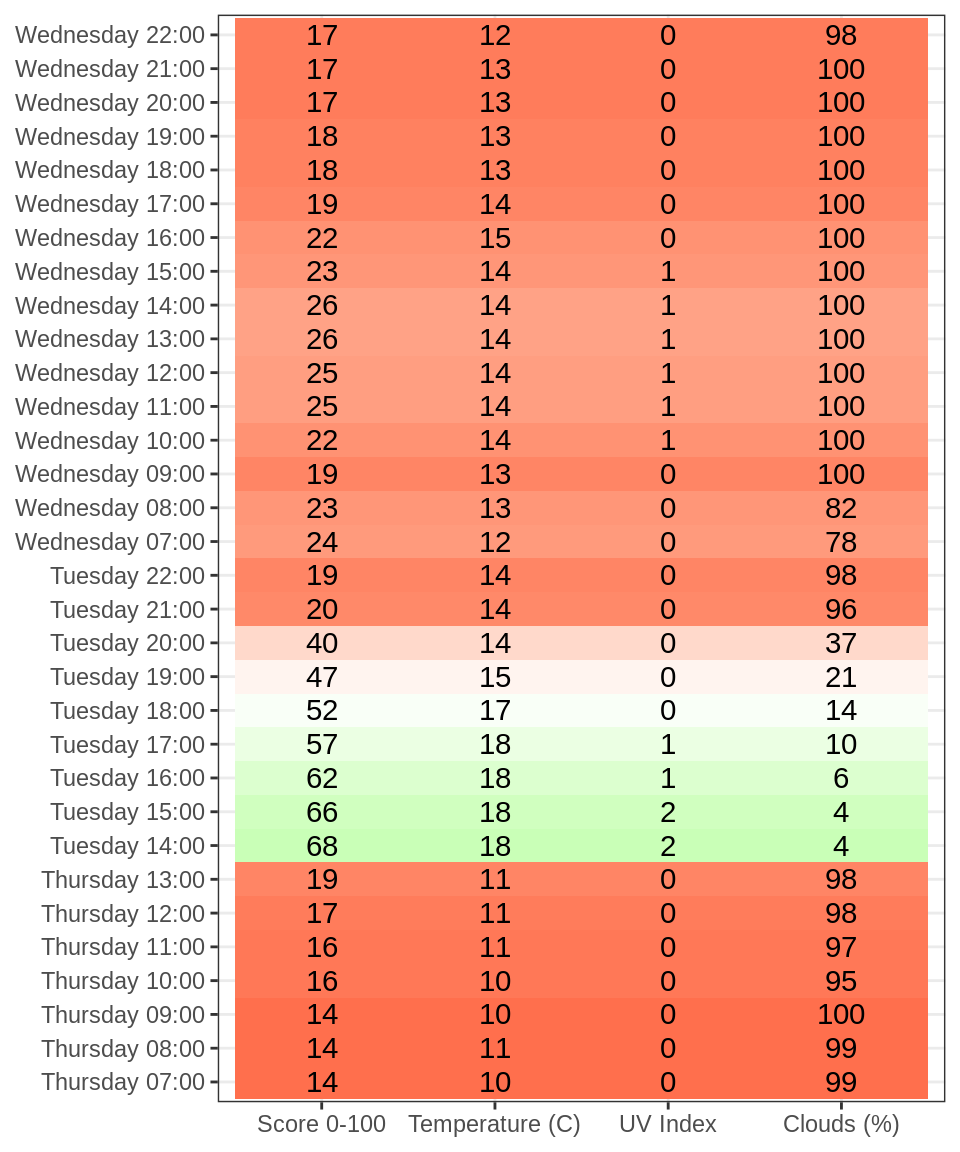 Wednesday 22:00 17 12 0 98
Wednesday 21:00 17 13 0 100
Wednesday 20:00 17 13 0 100
Wednesday 19:00 18 13 0 100
Wednesday 18:00 18 13 0 100
Wednesday 17:00 19 14 0 100
Wednesday 16:00 22 15 0 100
Wednesday 15:00 23 14 1 100
Wednesday 14:00 26 14 1 100
Wednesday 13:00 26 14 1 100
Wednesday 12:00 25 14 1 100
Wednesday 11:00 25 14 1 100
Wednesday 10:00 22 14 1 100
Wednesday 09:00 19 13 0 100
Wednesday 08:00 23 13 0 82
Wednesday 07:00 24 12 0 78
Tuesday 22:00 19 14 0 98
Tuesday 21:00 20 14 0 96
Tuesday 20:00 40 14 0 37
Tuesday 19:00 47 15 0 21
Tuesday 18:00 52 17 0 14
Tuesday 17:00 57 18 1 10
Tuesday 16:00 62 18 1 6
Tuesday 15:00 66 18 2 4
Tuesday 14:00 68 18 2 4
Thursday 13:00 19 11 0 98
Thursday 12:00 17 11 0 98
Thursday 11:00 16 11 0 97
Thursday 10:00 16 10 0 95
Thursday 09:00 14 10 0 100
Thursday 08:00 14 11 0 99
Thursday 07:00 14 10 0 99
Score 0-100 Temperature (C) UV Index Clouds (%)